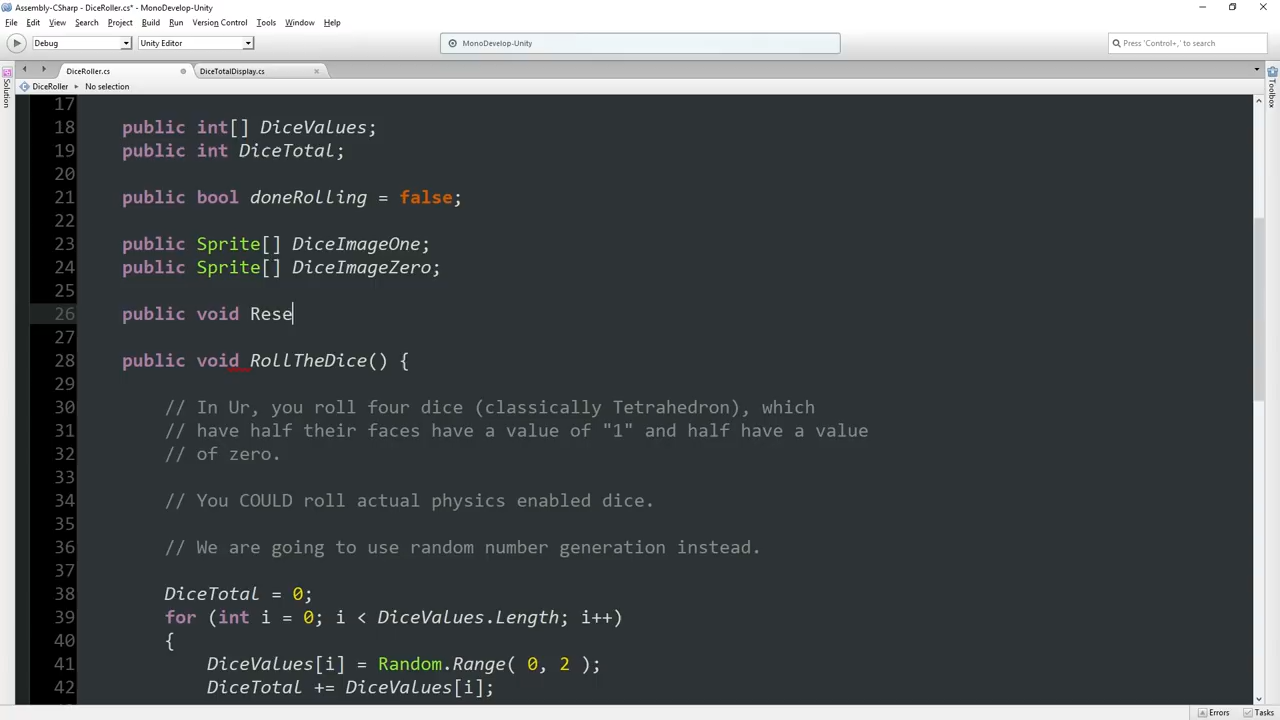 Assembly-CSharp - DiceRoller.cs* - MonoDevelop-Unity
File Edit View Search Project Build Run Version Control Tools Window Help
Debug Unity Editor MonoDevelop-Unity Press 'Control+,' to search
DiceRoller.cs DiceTotalDisplay.cs
DiceRoller No selection
Solution
Toolbox
17
18 public int[] DiceValues;
19 public int DiceTotal;
20
21 public bool doneRolling = false;
22
23 public Sprite[] DiceImageOne;
24 public Sprite[] DiceImageZero;
25
26 public void Rese
27
28 public void RollTheDice() {
29
30 // In Ur, you roll four dice (classically Tetrahedron), which
31 // have half their faces have a value of "1" and half have a value
32 // of zero.
33
34 // You COULD roll actual physics enabled dice.
35
36 // We are going to use random number generation instead.
37
38 DiceTotal = 0;
39 for (int i = 0; i < DiceValues.Length; i++)
40 {
41 DiceValues[i] = Random.Range( 0, 2 );
42 DiceTotal += DiceValues[i];
Errors Tasks